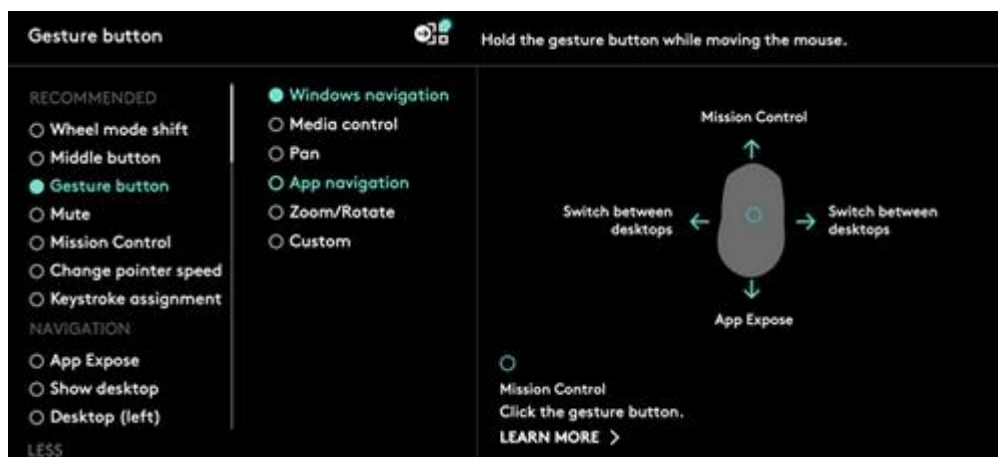 Gesture button
Hold the gesture button while moving the mouse.
RECOMMENDED
Wheel mode shift
Middle button
Gesture button
Mute
Mission Control
Change pointer speed
Keystroke assignment
NAVIGATION
App Expose
Show desktop
Desktop (left)
LESS
Windows navigation
Media control
Pan
App navigation
Zoom/Rotate
Custom
Mission Control
Switch between
desktops
Switch between
desktops
App Expose
Mission Control
Click the gesture button.
LEARN MORE >